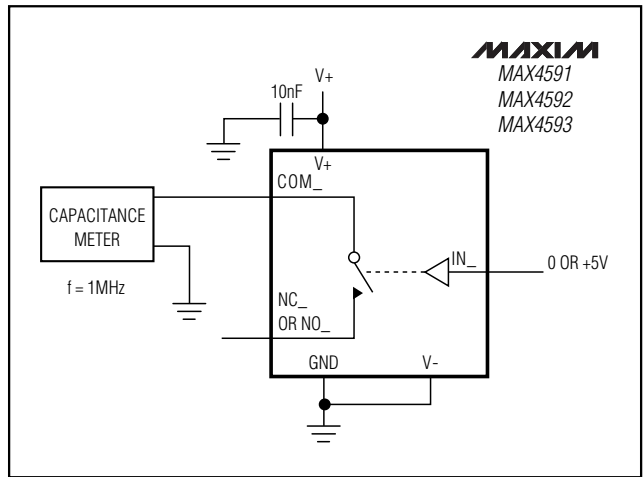 MAXIM
MAX4591
MAX4592
MAX4593
V+
10nF
V+
COM_
CAPACITANCE
METER
f = 1MHz
IN_
0 OR +5V
NC_
OR NO_
GND
V-